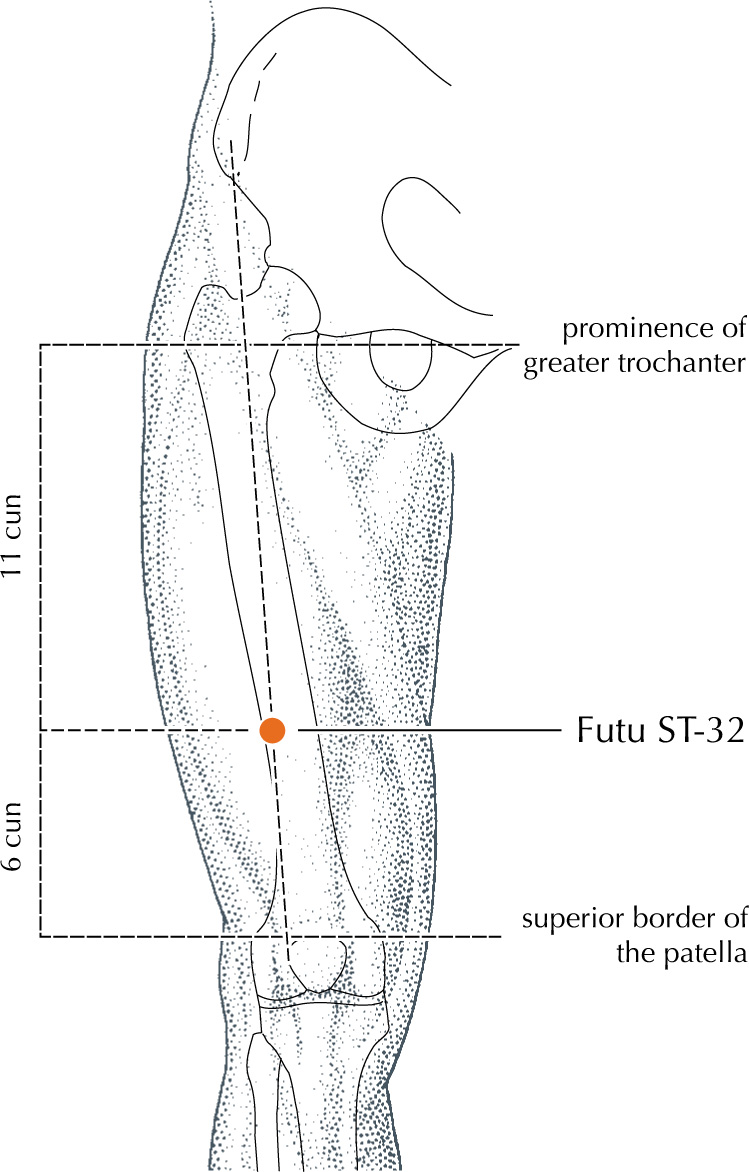 prominence of
greater trochanter
11 cun
Futu ST-32
6 cun
superior border of
the patella